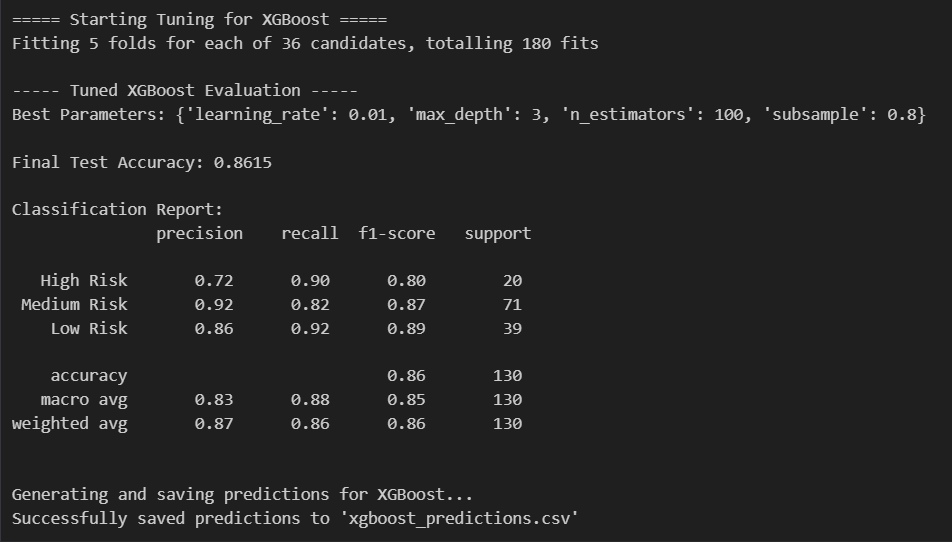 ===== Starting Tuning for XGBoost =====
Fitting 5 folds for each of 36 candidates, totalling 180 fits
----- Tuned XGBoost Evaluation -----
Best Parameters: {'learning_rate': 0.01, 'max_depth': 3, 'n_estimators': 100, 'subsample': 0.8}
Final Test Accuracy: 0.8615
Classification Report:
precision recall f1-score support
High Risk 0.72 0.90 0.80 20
Medium Risk 0.92 0.82 0.87 71
Low Risk 0.86 0.92 0.89 39
accuracy 0.86 130
macro avg 0.83 0.88 0.85 130
weighted avg 0.87 0.86 0.86 130
Generating and saving predictions for XGBoost...
Successfully saved predictions to 'xgboost_predictions.csv'